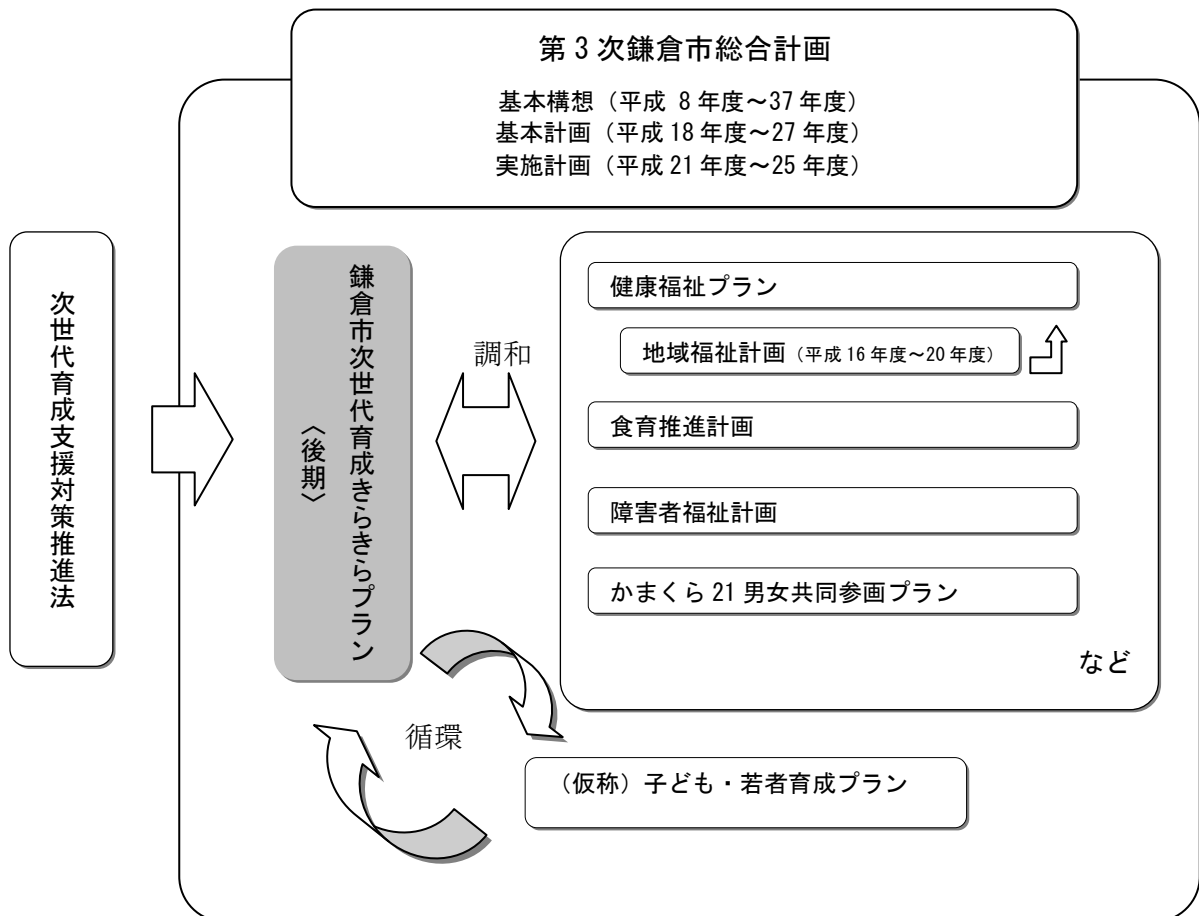 第3次鎌倉市総合計画
基本構想（平成 8年度～37年度）
基本計画（平成18年度～27年度）
実施計画（平成21年度～25年度）
次世代育成支援対策推進法
鎌倉市次世代育成きらきらプラン
〈後期〉
調和
健康福祉プラン
地域福祉計画（平成16年度～20年度）
食育推進計画
障害者福祉計画
かまくら21男女共同参画プラン
など
循環
（仮称）子ども・若者育成プラン